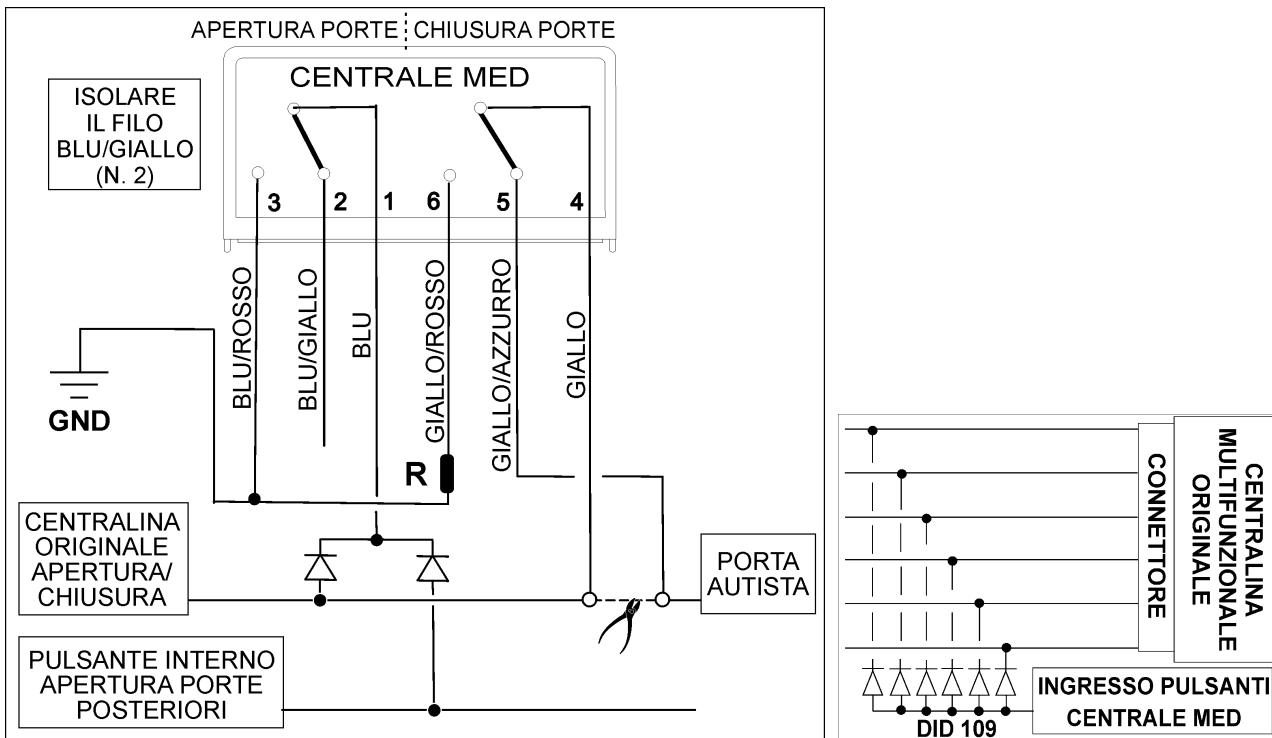 APERTURA PORTE CHIUSURA PORTE
CENTRALE MED
ISOLARE
IL FILO
BLU/GIALLO
(N. 2)
3 2 1 6 5 4
BLU/ROSSO
BLU/GIALLO
BLU
GIALLO/ROSSO
GIALLO/AZZURRO
GIALLO
GND
R
CENTRALINA
ORIGINALE
APERTURA/
CHIUSURA
PORTA
AUTISTA
PULSANTE INTERNO
APERTURA PORTE
POSTERIORI
CONNETTORE
CENTRALINA
MULTIFUNZIONALE
ORIGINALE
INGRESSO PULSANTI
CENTRALE MED
DID 109